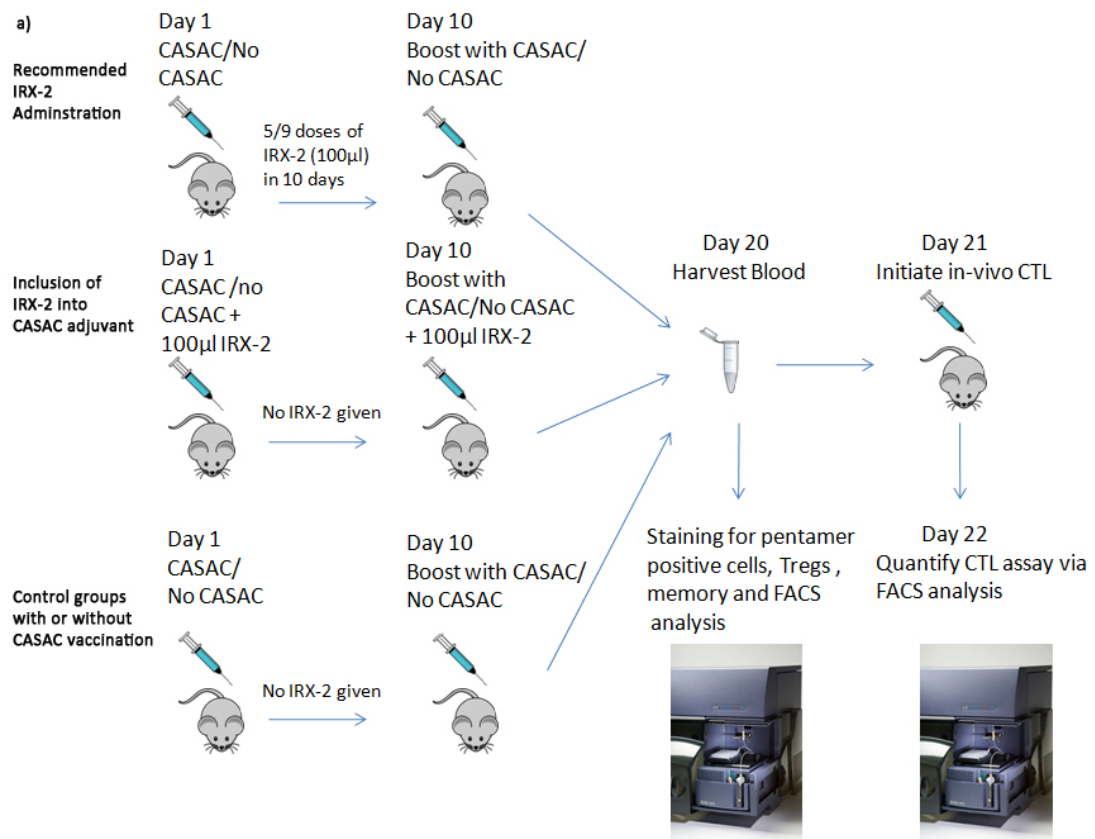 a)
Recommended
IRX-2
Adminstration
Day 1
CASAC/No
CASAC
5/9 doses of
IRX-2 (100µl)
in 10 days
Day 10
Boost with CASAC/
No CASAC
Inclusion of
IRX-2 into
CASAC adjuvant
Day 1
CASAC /no
CASAC +
100µl IRX-2
No IRX-2 given
Day 10
Boost with
CASAC/No CASAC
+ 100µl IRX-2
Control groups
with or without
CASAC vaccination
Day 1
CASAC/
No CASAC
No IRX-2 given
Day 10
Boost with CASAC/
No CASAC
Day 20
Harvest Blood
Day 21
Initiate in-vivo CTL
Staining for pentamer
positive cells, Tregs ,
memory and FACS
analysis
Day 22
Quantify CTL assay via
FACS analysis